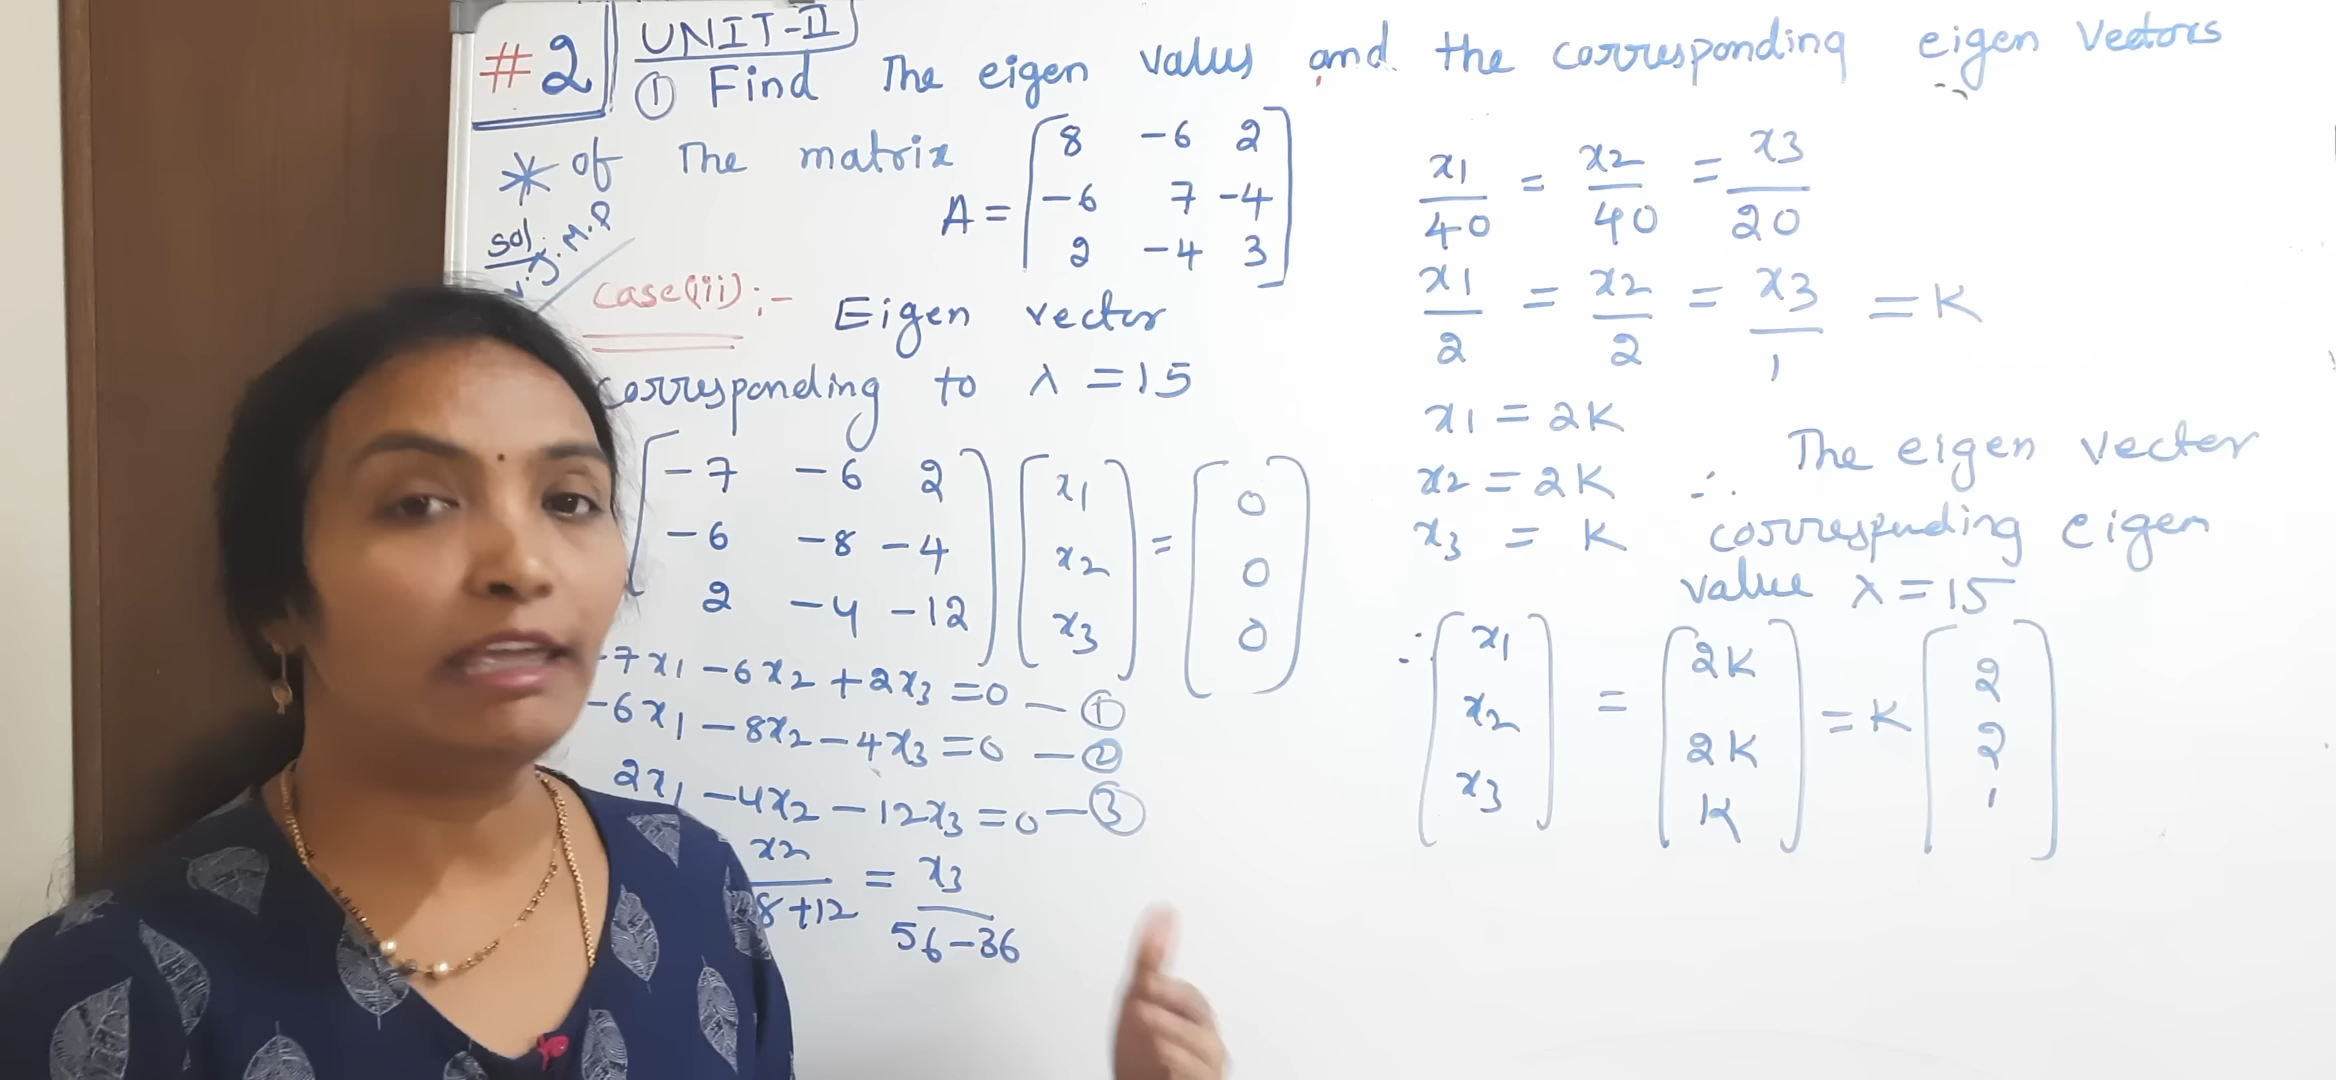 #2 UNIT-II
① Find The eigen values and the corresponding eigen Vectors
* of The matrix
A = [8 -6 2
-6 7 -4
2 -4 3]
sol:
V.I.M.P
case(ii):- Eigen vector
corresponding to λ = 15
[-7 -6 2
-6 -8 -4
2 -4 -12] [x1
x2
x3] = [0
0
0]
-7x1 - 6x2 + 2x3 = 0 — ①
-6x1 - 8x2 - 4x3 = 0 — ②
2x1 - 4x2 - 12x3 = 0 — ③
x2/8+12 = x3/56-36
x1/40 = x2/40 = x3/20
x1/2 = x2/2 = x3/1 = K
x1 = 2K
x2 = 2K
x3 = K
∴ The eigen vector
corresponding eigen
value λ = 15
∴ [x1
x2
x3] = [2K
2K
K] = K [2
2
1]